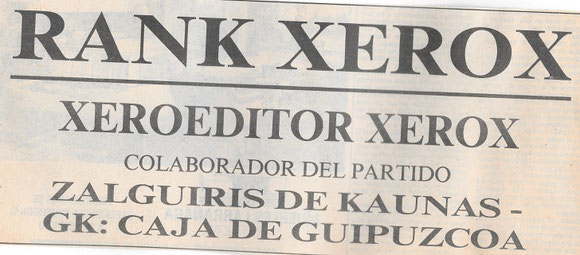 RANK XEROX
XEROEDITOR XEROX
COLABORADOR DEL PARTIDO
ZALGUIRIS DE KAUNAS -
GK: CAJA DE GUIPUZCOA